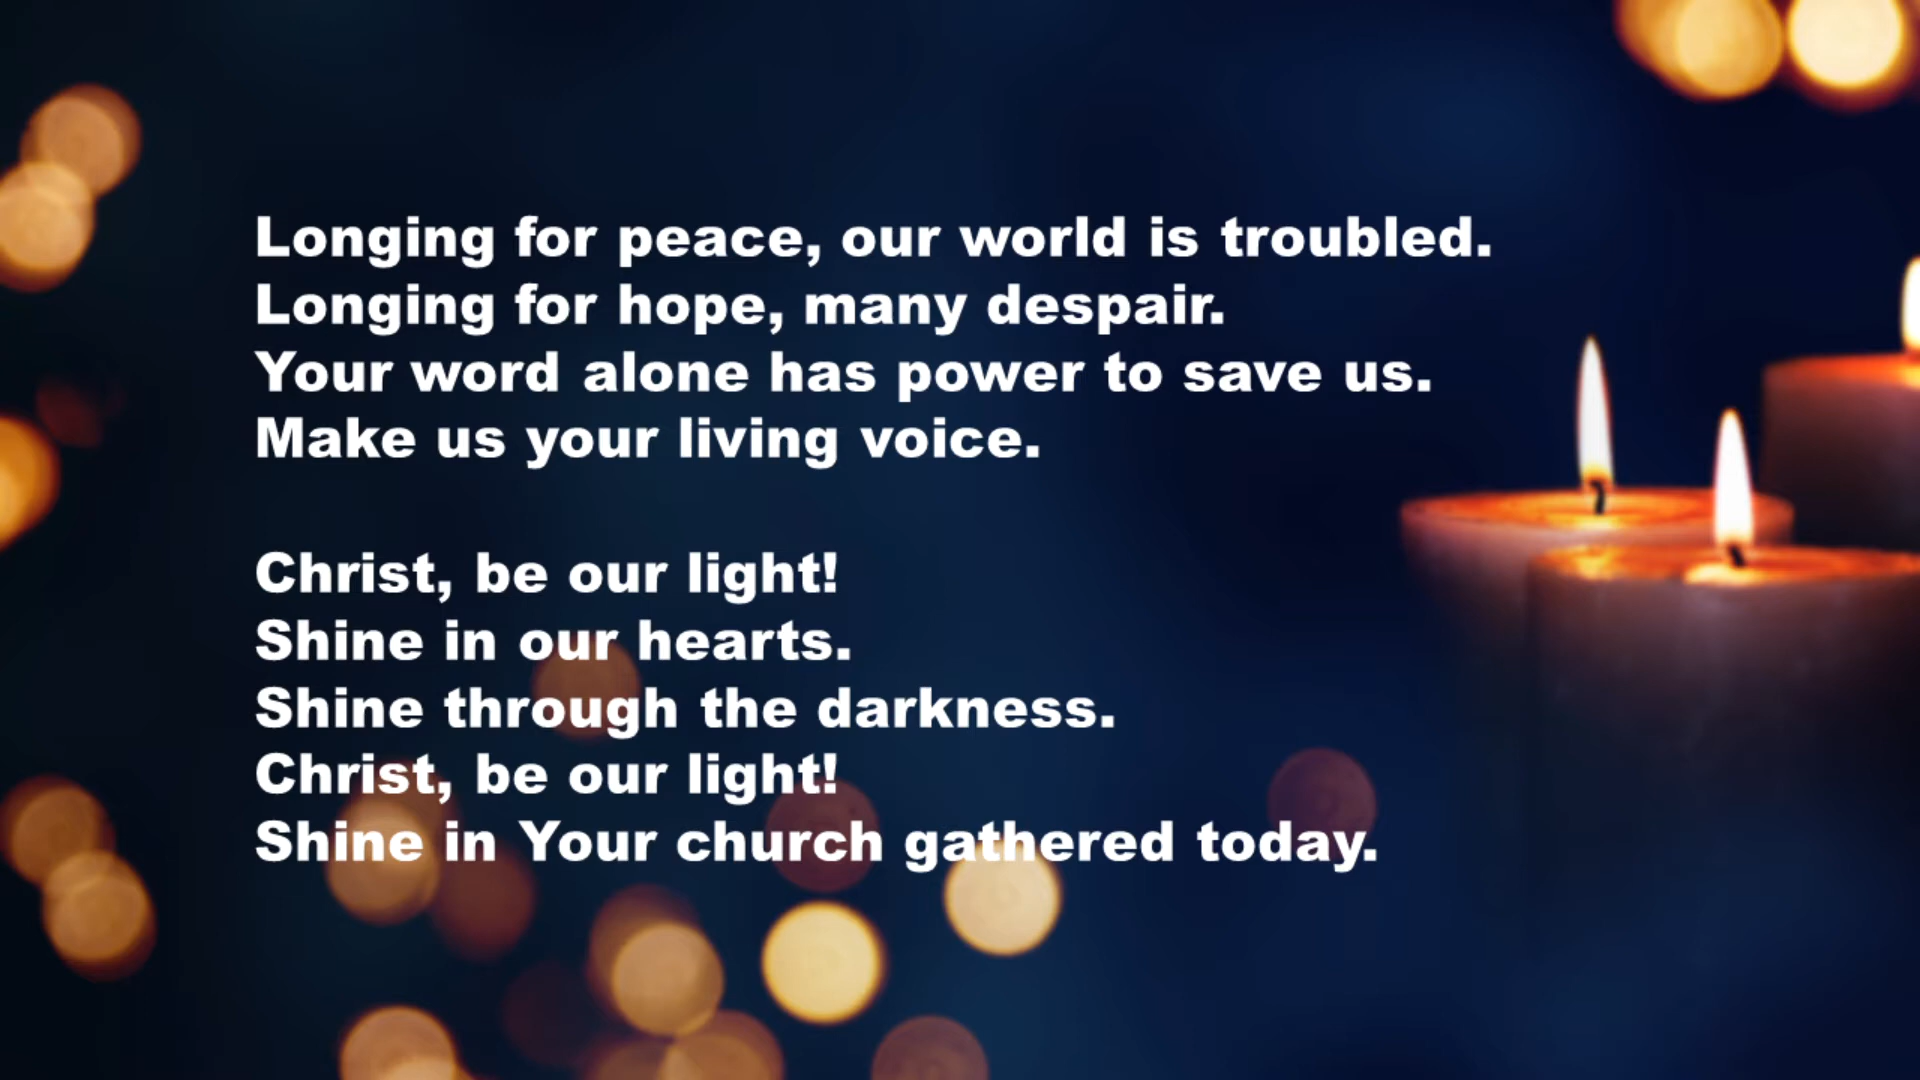 Longing for peace, our world is troubled.
Longing for hope, many despair.
Your word alone has power to save us.
Make us your living voice.
Christ, be our light!
Shine in our hearts.
Shine through the darkness.
Christ, be our light!
Shine in Your church gathered today.